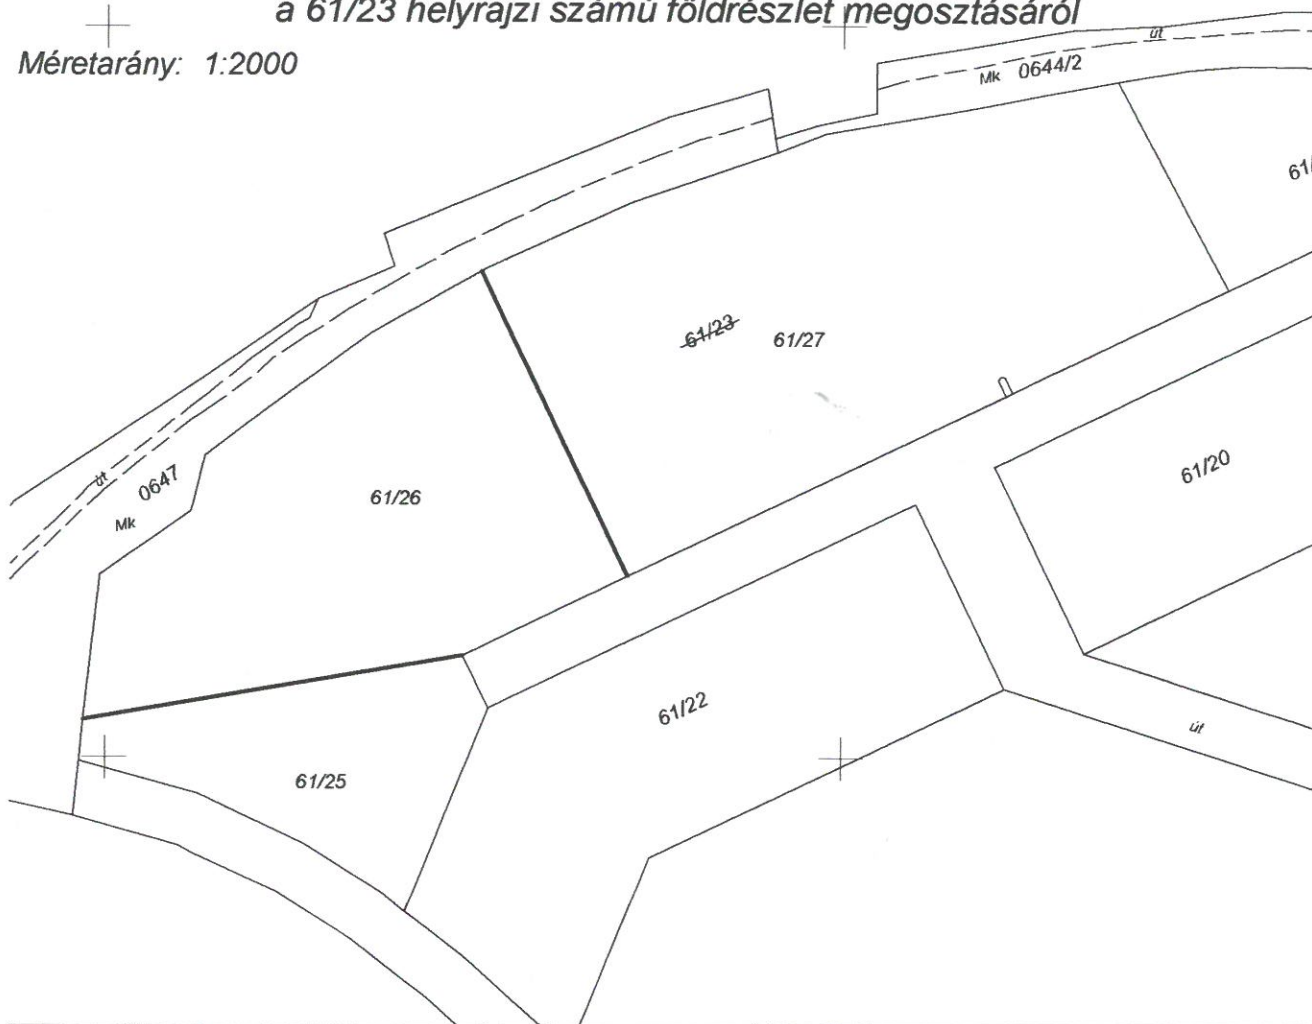 a 61/23 helyrajzi számú földrészlet megosztásáról
Méretarány: 1:2000
út
Mk 0644/2
61/
61/23 61/27
61/20
út
0647
Mk
61/26
61/22
út
61/25